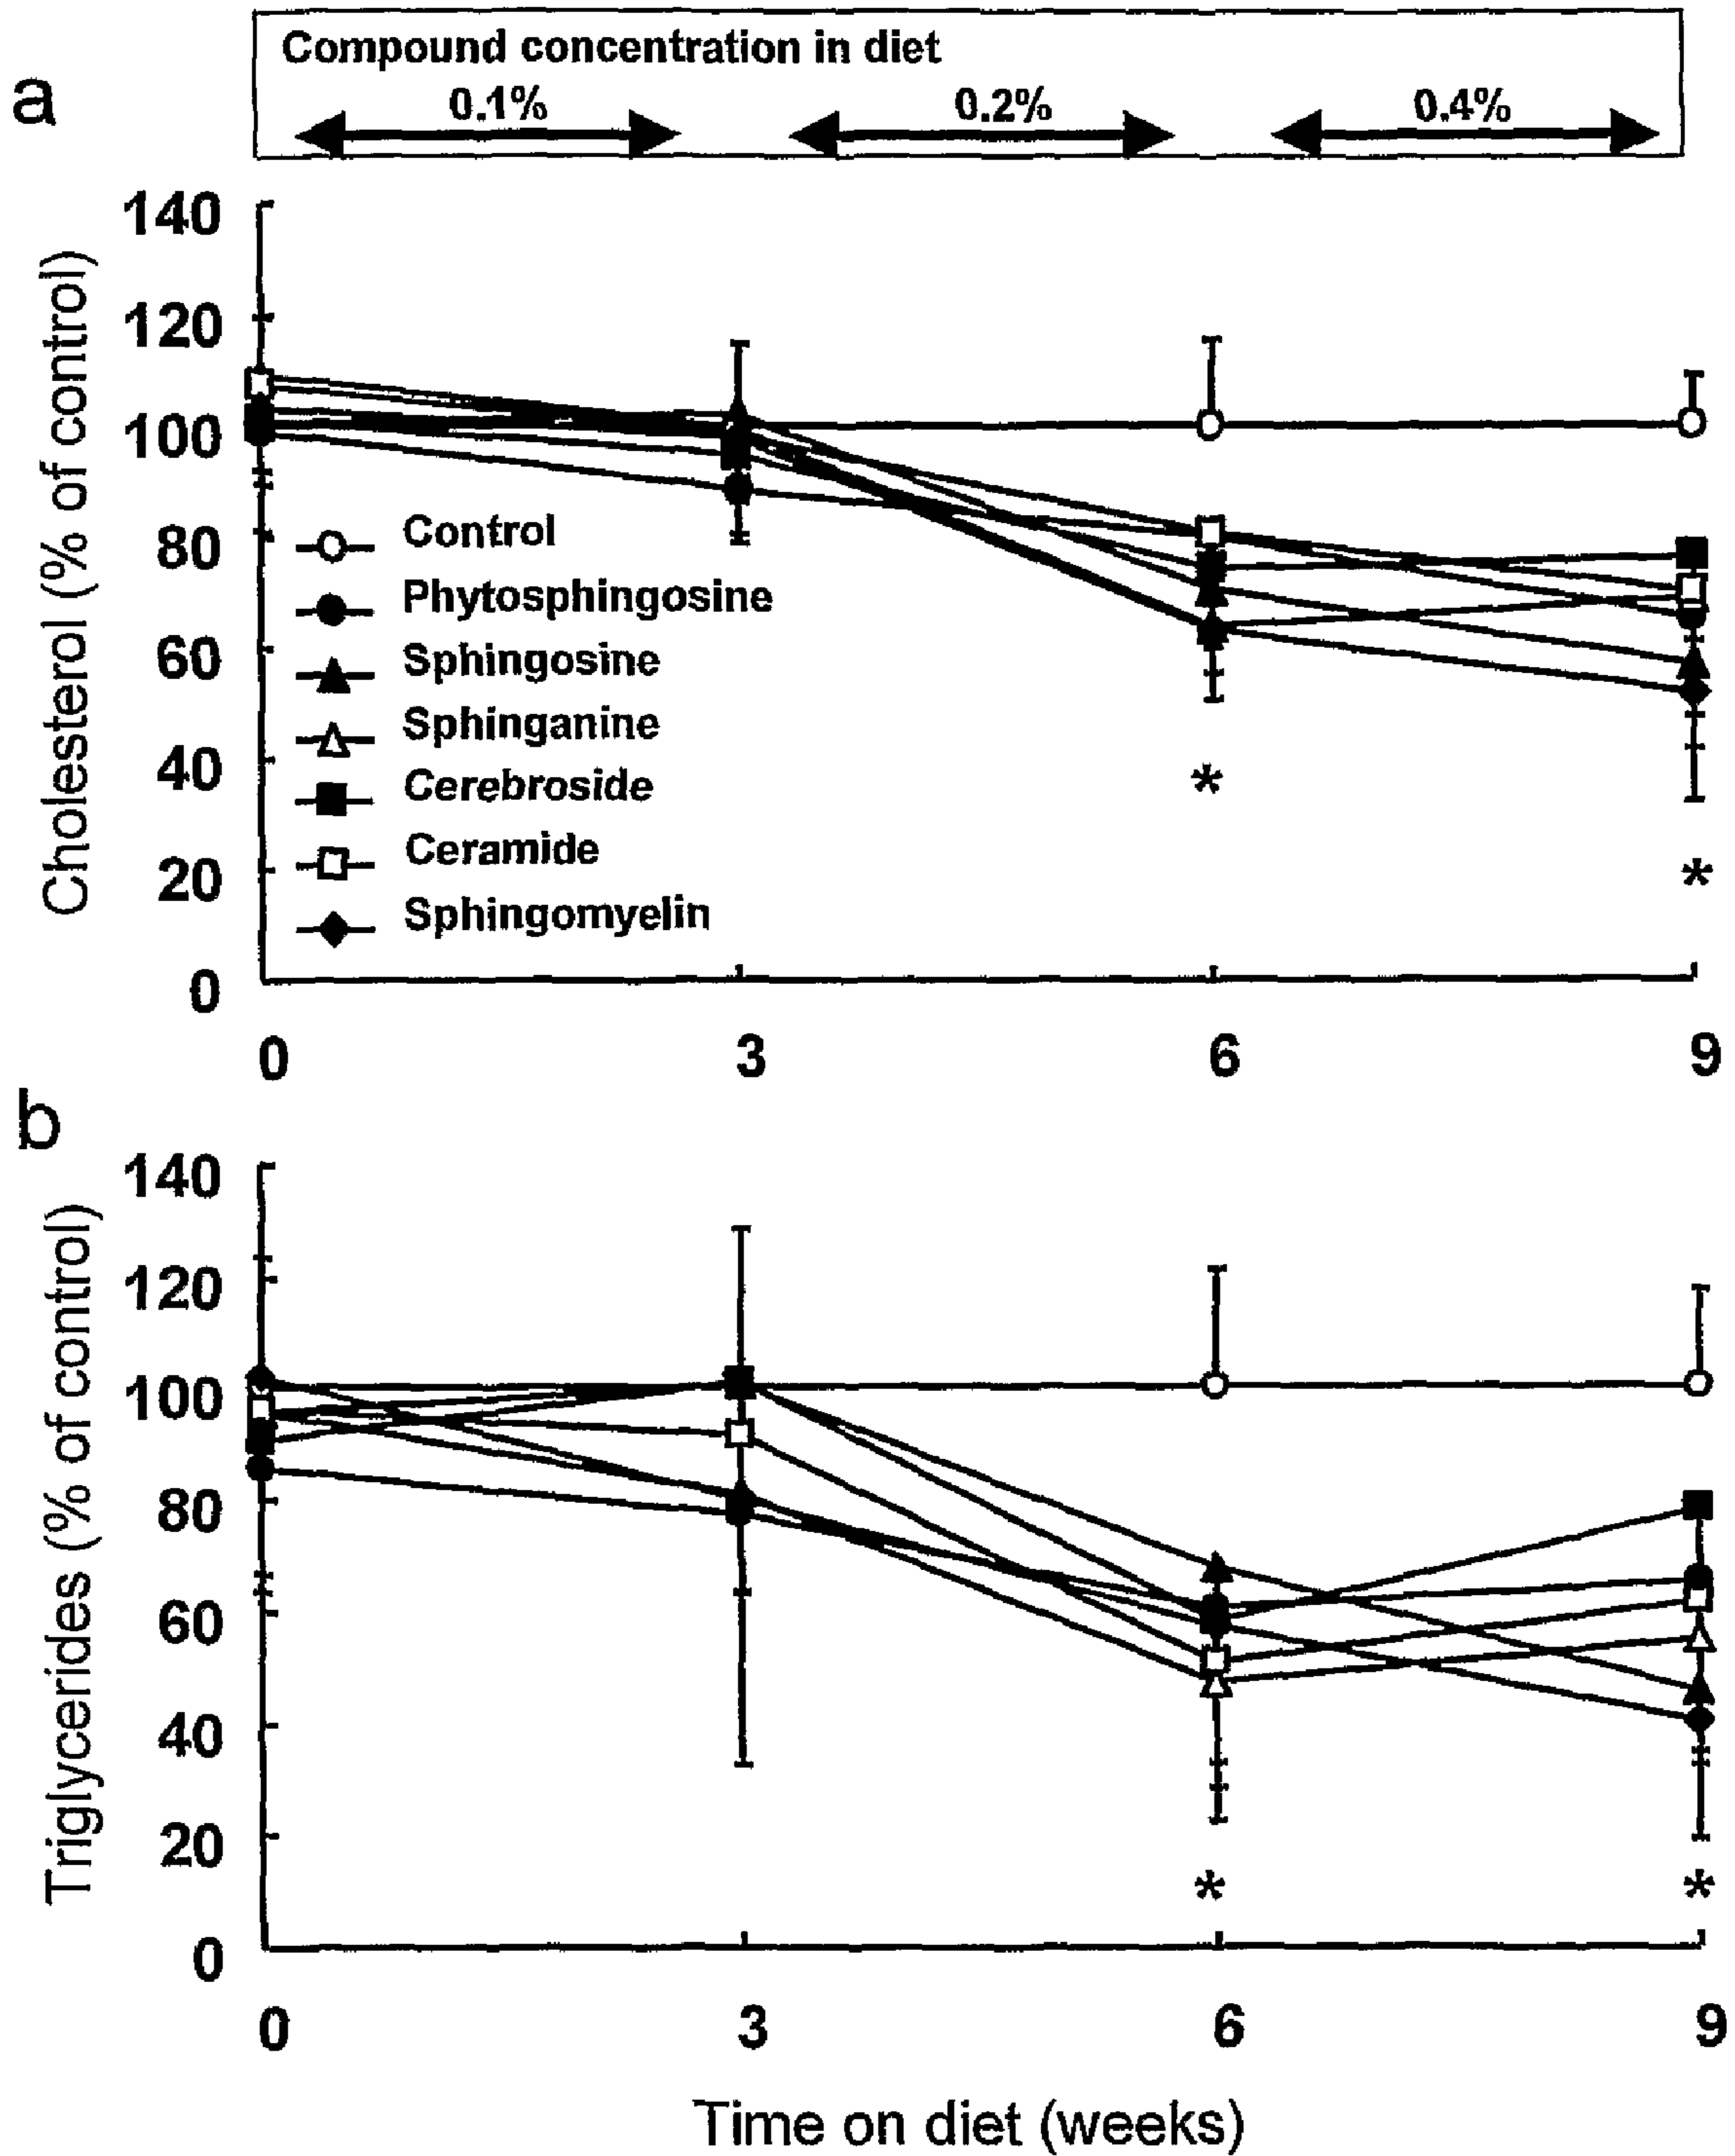 a
Compound concentration in diet
0.1% 0.2% 0.4%
Cholesterol (% of control)
140
120
100
80
60
40
20
0
Control
Phytosphingosine
Sphingosine
Sphinganine
Cerebroside
Ceramide
Sphingomyelin
*
*
0 3 6 9
b
Triglycerides (% of control)
140
120
100
80
60
40
20
0
* *
0 3 6 9
Time on diet (weeks)